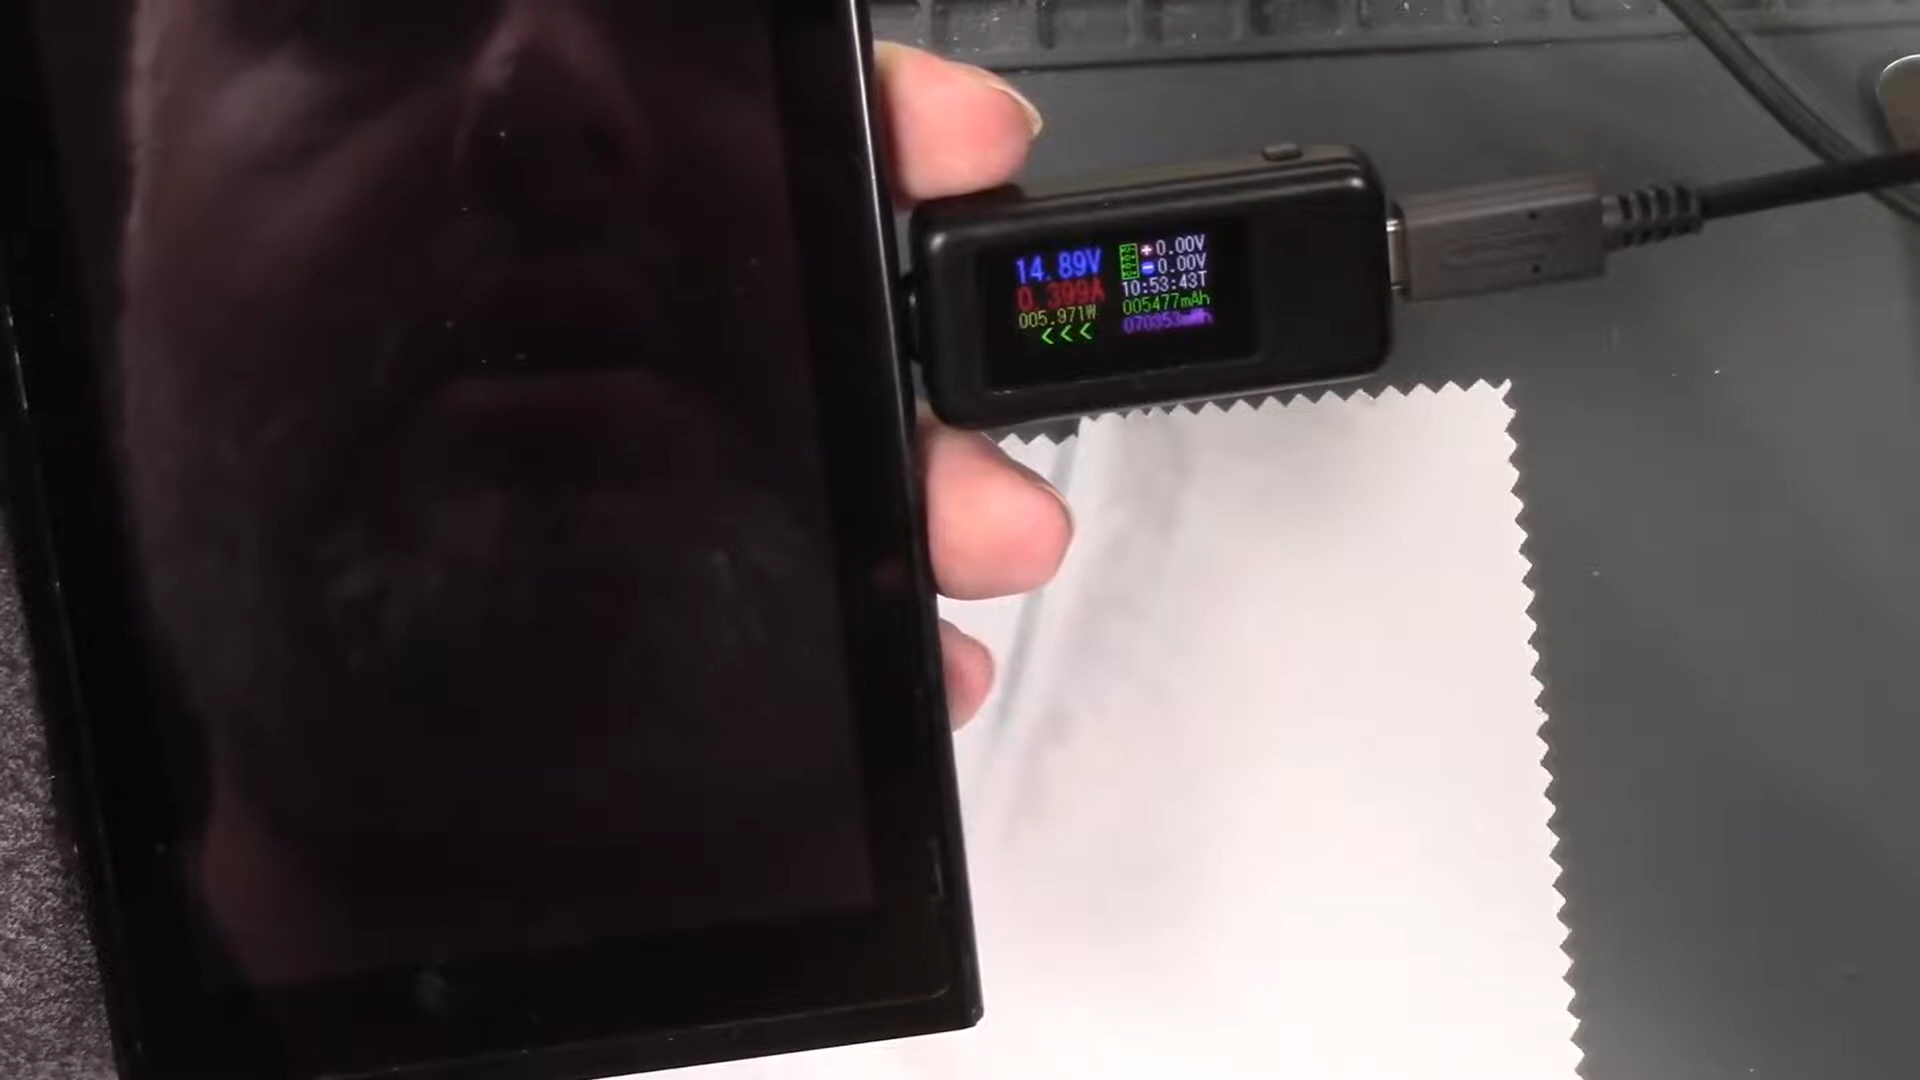 14.89V
0.399A
005.971W
<<<
+0.00V
-0.00V
10:53:43T
005477mAh
070353mWh